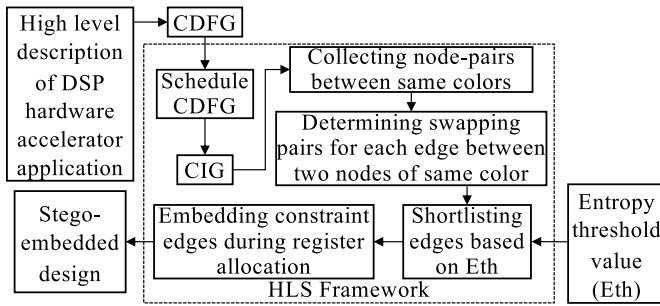 High level
description
of DSP
hardware
accelerator
application
CDFG
Schedule
CDFG
CIG
Collecting node-pairs
between same colors
Determining swapping
pairs for each edge between
two nodes of same color
Stego-
embedded
design
Embedding constraint
edges during register
allocation
Shortlisting
edges based
on Eth
Entropy
threshold
value
(Eth)
HLS Framework